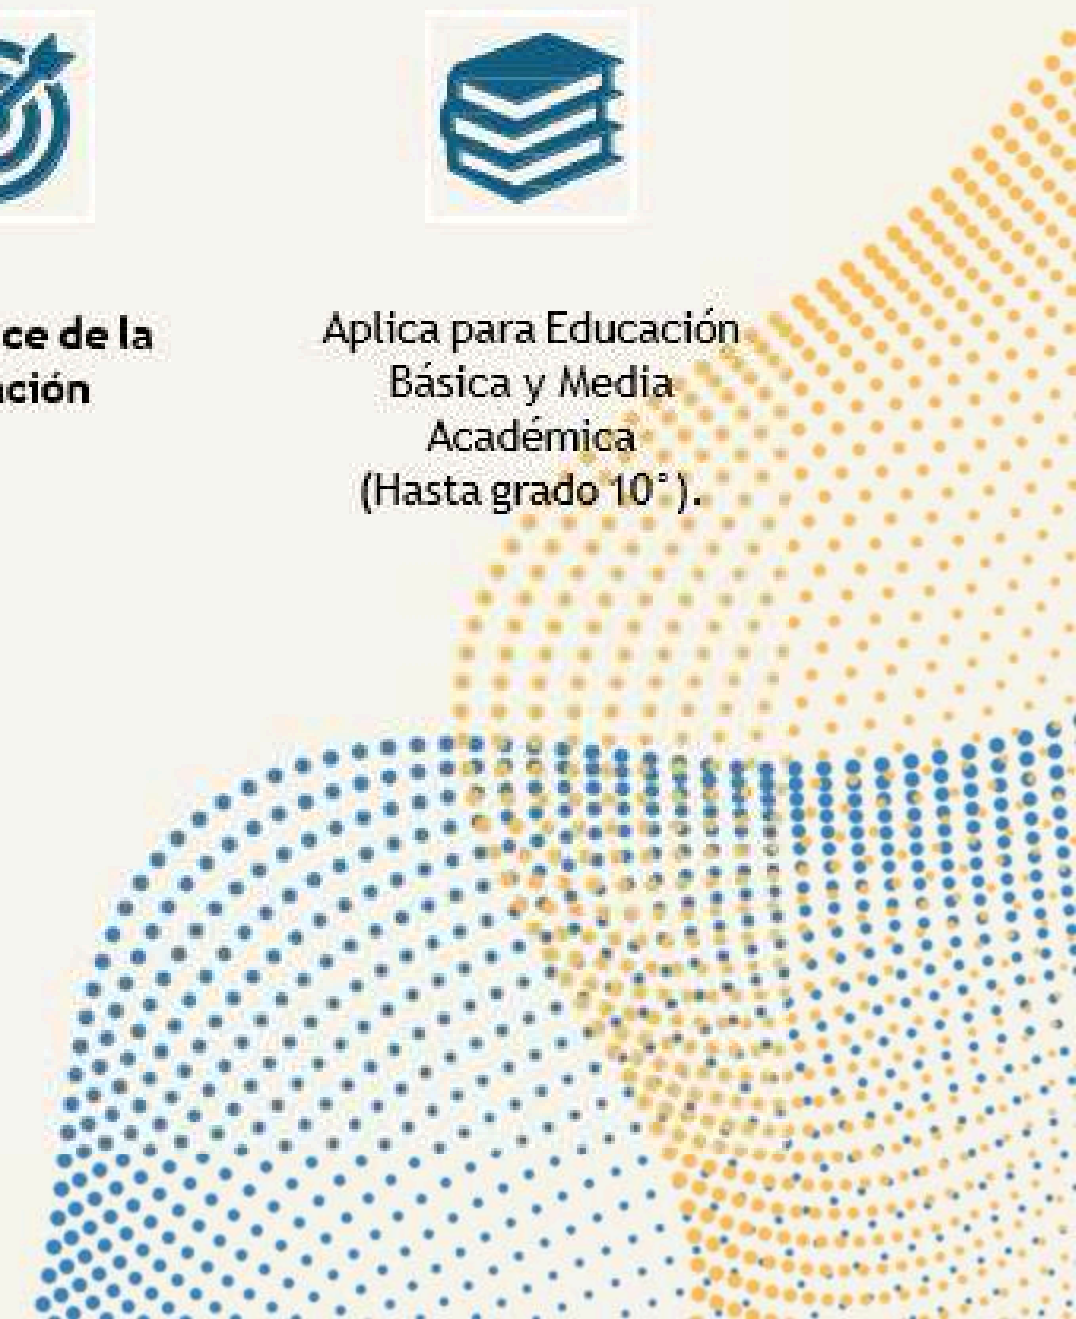 ce de la
ación
Aplica para Educación
Básica y Media
Académica
(Hasta grado 10°).